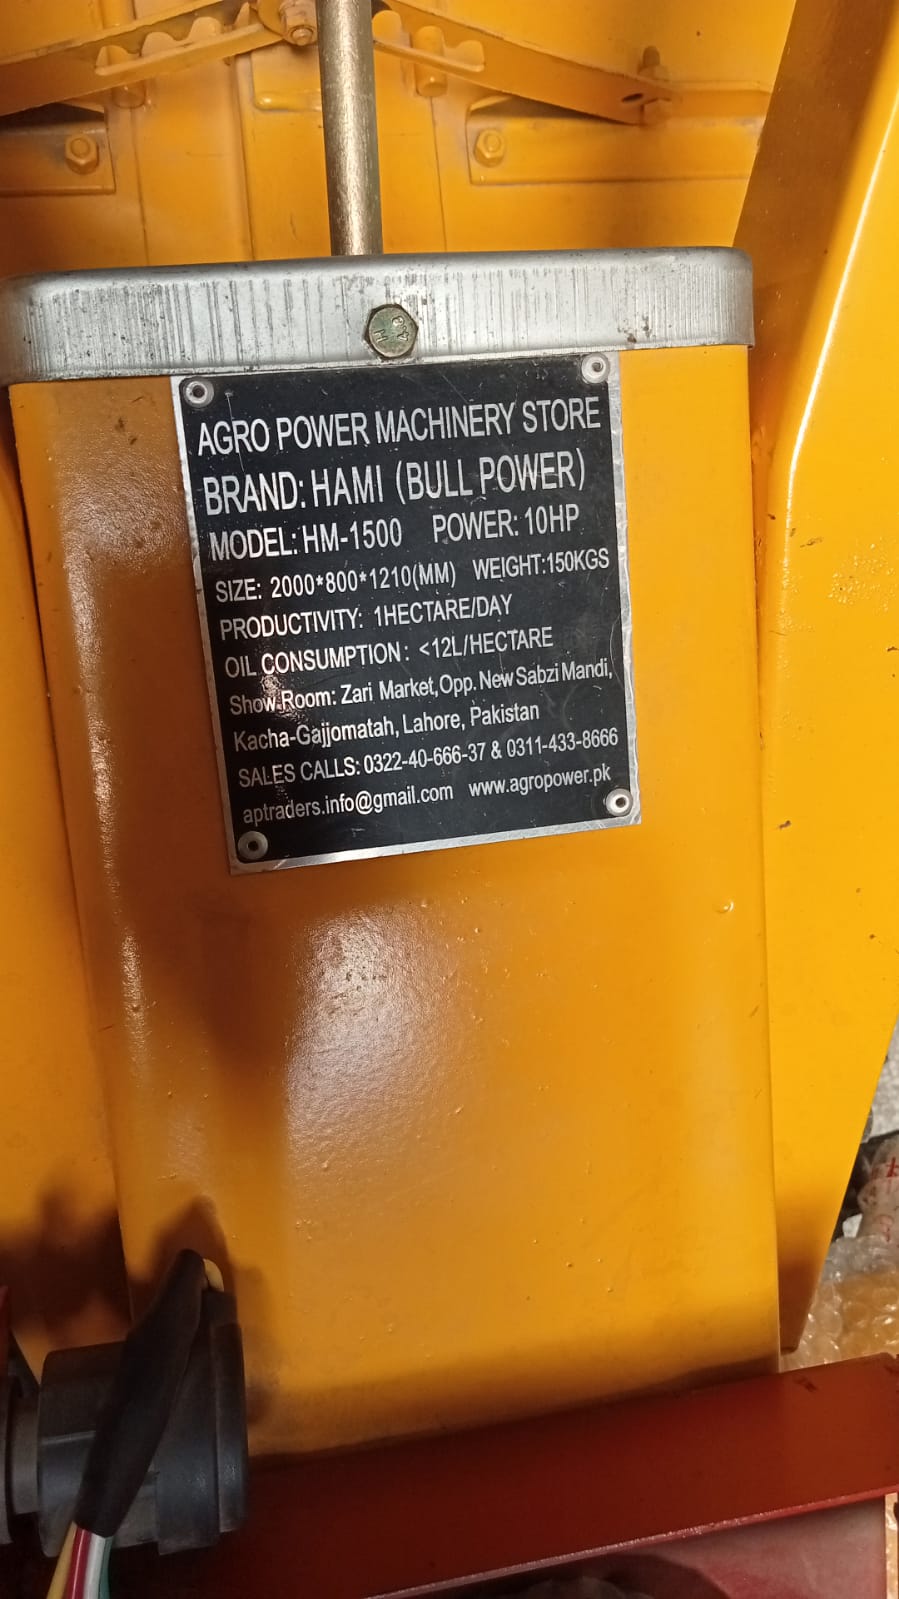 AGRO POWER MACHINERY STORE
BRAND: HAMI (BULL POWER)
MODEL: HM-1500 POWER: 10HP
SIZE: 2000*800*1210(MM) WEIGHT:150KGS
PRODUCTIVITY: 1HECTARE/DAY
OIL CONSUMPTION: <12L/HECTARE
Show Room: Zari Market, Opp. New Sabzi Mandi,
Kacha-Gajjomatah, Lahore, Pakistan
SALES CALLS: 0322-40-666-37 & 0311-433-8666
aptraders.info@gmail.com www.agropower.pk